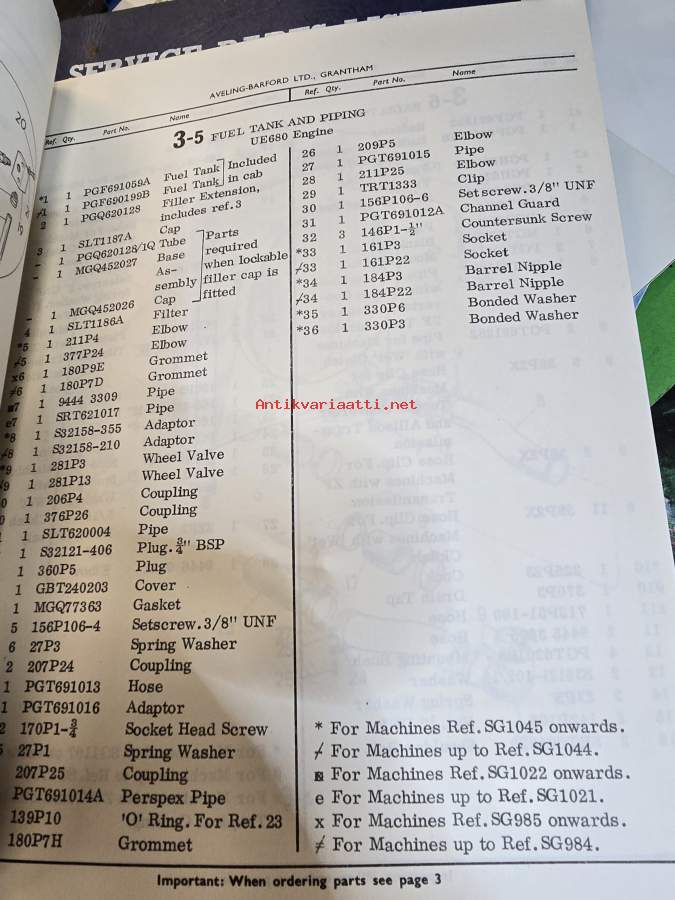 SERVICE PARTS LIST
AVELING-BARFORD LTD., GRANTHAM
Ref. Qty. Part No. Name
3-5 FUEL TANK AND PIPING
UE680 Engine
*1 1 PGF691059A Fuel Tank Included
⌿1 1 PGF690199B Fuel Tank in cab
2 1 PGQ620128 Filler Extension,
includes ref.3
3 1 SLT1187A Cap
- 1 PGQ620128/1Q Tube Parts
- 1 MGQ452027 Base required
As- when lockable
sembly filler cap is
- 1 MGQ452026 Cap fitted
4 1 SLT1186A Filter
*5 1 211P4 Elbow
⌿5 1 377P24 Elbow
x6 1 180P9E Grommet
≠6 1 180P7D Grommet
■7 1 9444 3309 Pipe
e7 1 SRT621017 Pipe
*8 1 S32158-355 Adaptor
⌿8 1 S32158-210 Adaptor
*9 1 281P3 Wheel Valve
⌿9 1 281P13 Wheel Valve
0 1 206P4 Coupling
0 1 376P26 Coupling
1 SLT620004 Pipe
1 S32121-406 Plug.¾" BSP
1 360P5 Plug
1 GBT240203 Cover
1 MGQ77363 Gasket
5 156P106-4 Setscrew.3/8" UNF
6 27P3 Spring Washer
2 207P24 Coupling
1 PGT691013 Hose
1 PGT691016 Adaptor
2 170P1-¾ Socket Head Screw
27P1 Spring Washer
207P25 Coupling
PGT691014A Perspex Pipe
139P10 'O' Ring. For Ref. 23
180P7H Grommet
Ref. Qty. Part No. Name
26 1 209P5 Elbow
27 1 PGT691015 Pipe
28 1 211P25 Elbow
29 1 TRT1333 Clip
30 1 156P106-6 Setscrew.3/8" UNF
31 1 PGT691012A Channel Guard
32 3 146P1-½" Countersunk Screw
*33 1 161P3 Socket
⌿33 1 161P22 Socket
*34 1 184P3 Barrel Nipple
⌿34 1 184P22 Barrel Nipple
*35 1 330P6 Bonded Washer
*36 1 330P3 Bonded Washer
Antikvariaatti.net
* For Machines Ref. SG1045 onwards.
⌿ For Machines up to Ref. SG1044.
■ For Machines Ref. SG1022 onwards.
e For Machines up to Ref. SG1021.
x For Machines Ref. SG985 onwards.
≠ For Machines up to Ref. SG984.
Important: When ordering parts see page 3
20